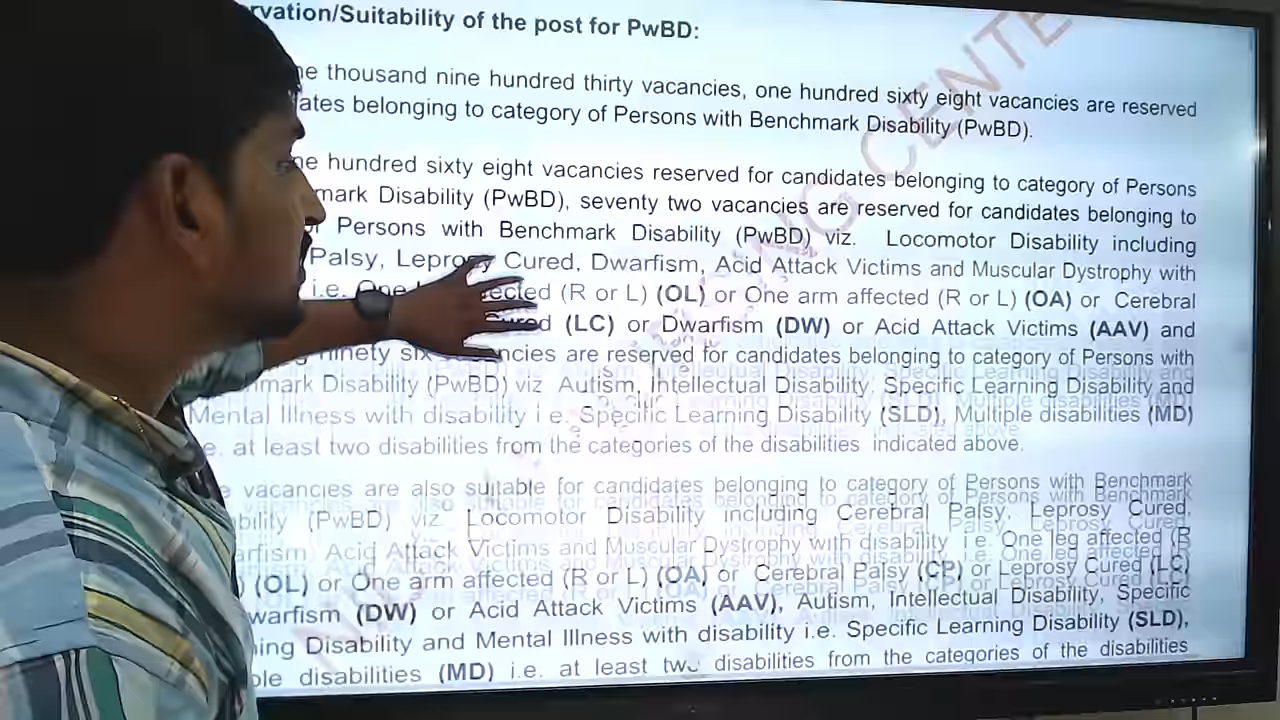 rvation/Suitability of the post for PwBD:
ne thousand nine hundred thirty vacancies, one hundred sixty eight vacancies are reserved
ates belonging to category of Persons with Benchmark Disability (PwBD).
ne hundred sixty eight vacancies reserved for candidates belonging to category of Persons
mark Disability (PwBD), seventy two vacancies are reserved for candidates belonging to
Persons with Benchmark Disability (PwBD) viz. Locomotor Disability including
Palsy, Leprosy Cured, Dwarfism, Acid Attack Victims and Muscular Dystrophy with
i.e. One ected (R or L) (OL) or One arm affected (R or L) (OA) or Cerebral
ured (LC) or Dwarfism (DW) or Acid Attack Victims (AAV) and
g ninety six ncies are reserved for candidates belonging to category of Persons with
mark Disability (PwBD) viz Autism, Intellectual Disability, Specific Learning Disability and
Mental Illness with disability i e. Specific Learning Disability (SLD), Multiple disabilities (MD)
e. at least two disabilities from the categories of the disabilities indicated above.
e vacancies are also suitable for candidates belonging to category of Persons with Benchmark
bility (PwBD) viz. Locomotor Disability including Cerebral Palsy, Leprosy Cured,
arfism, Acid Attack Victims and Muscular Dystrophy with disability i.e. One leg affected (R
) (OL) or One arm affected (R or L) (OA) or Cerebral Palsy (CP) or Leprosy Cured (LC)
warfism (DW) or Acid Attack Victims (AAV), Autism, Intellectual Disability, Specific
ing Disability and Mental Illness with disability i.e. Specific Learning Disability (SLD),
ple disabilities (MD) i.e. at least two disabilities from the categories of the disabilities